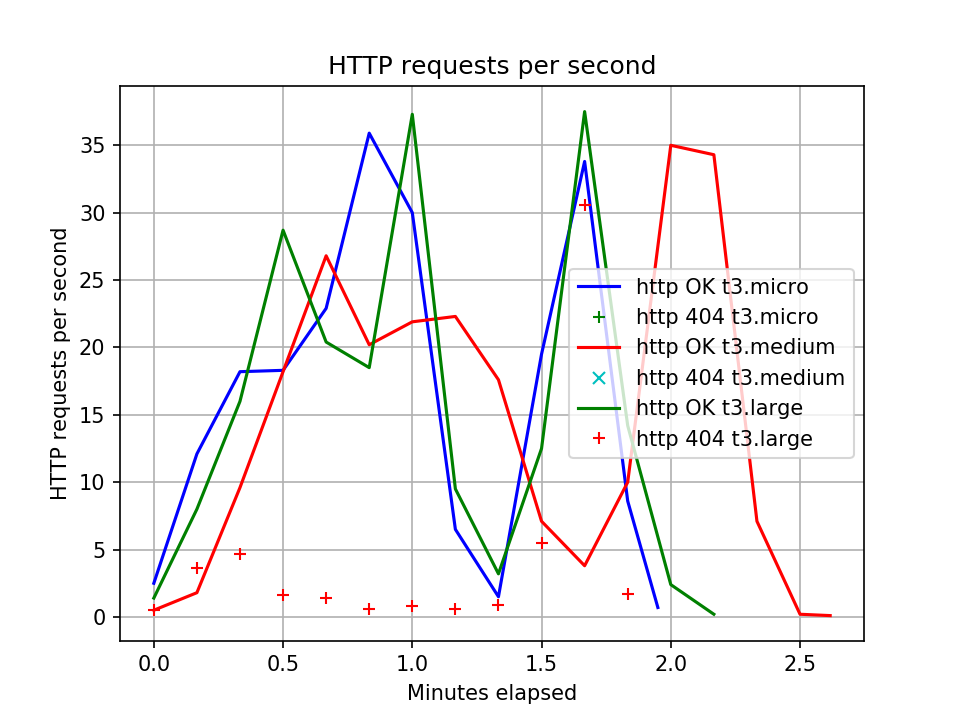 HTTP requests per second
HTTP requests per second
35
30
25
20
15
10
5
0
http OK t3.micro
http 404 t3.micro
http OK t3.medium
http 404 t3.medium
http OK t3.large
http 404 t3.large
0.0 0.5 1.0 1.5 2.0 2.5
Minutes elapsed